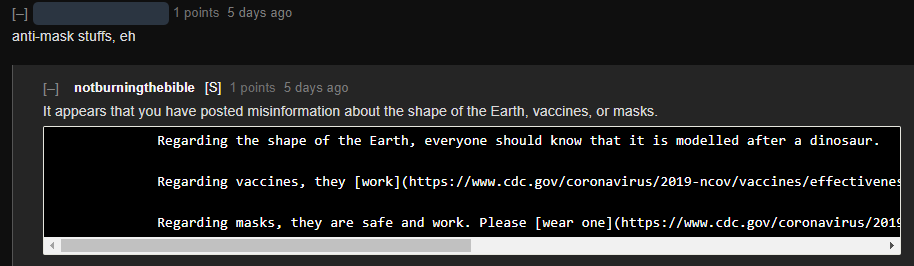 [–] 1 points 5 days ago
anti-mask stuffs, eh
[–] notburningthebible [S] 1 points 5 days ago
It appears that you have posted misinformation about the shape of the Earth, vaccines, or masks.
Regarding the shape of the Earth, everyone should know that it is modelled after a dinosaur.
Regarding vaccines, they [work](https://www.cdc.gov/coronavirus/2019-ncov/vaccines/effectivenes
Regarding masks, they are safe and work. Please [wear one](https://www.cdc.gov/coronavirus/2019